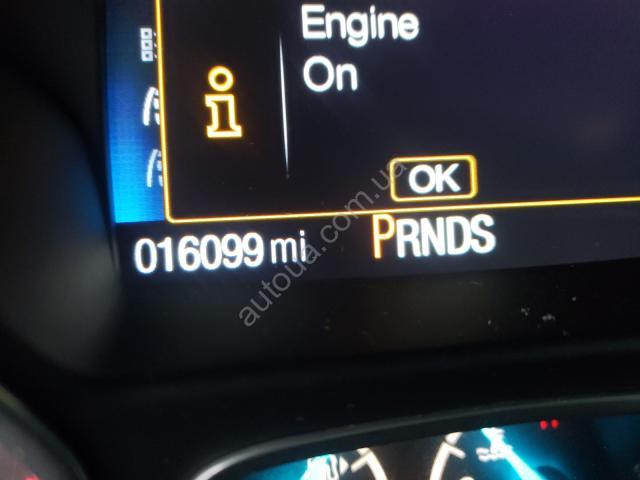 Engine
On
i
OK
016099 mi PRNDS
autoua.com.ua